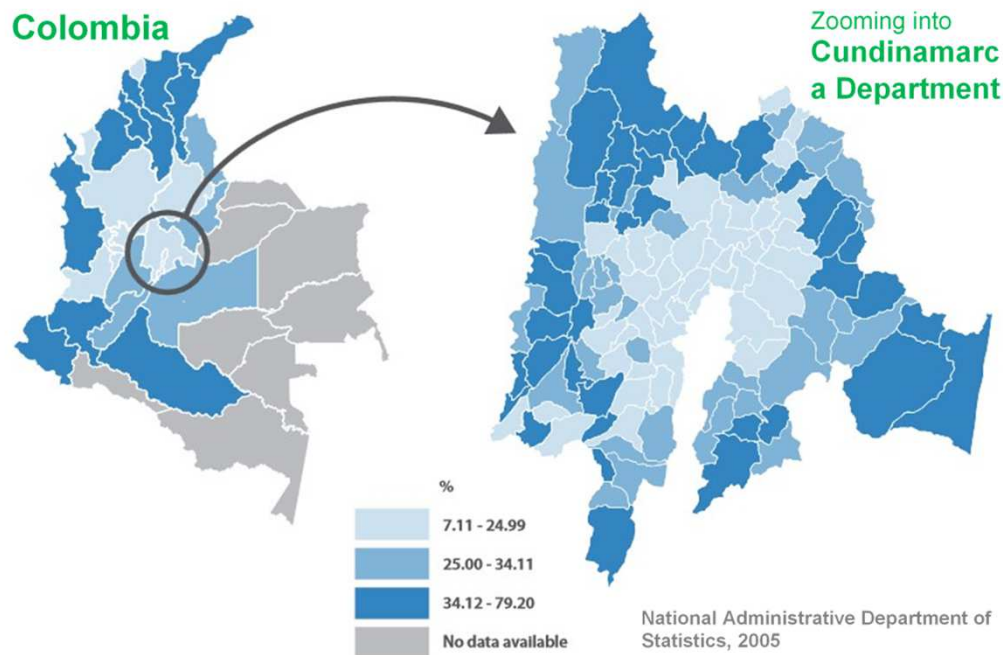 Colombia
Zooming into
Cundinamarc
a Department
%
7.11 - 24.99
25.00 - 34.11
34.12 - 79.20
No data available
National Administrative Department of
Statistics, 2005